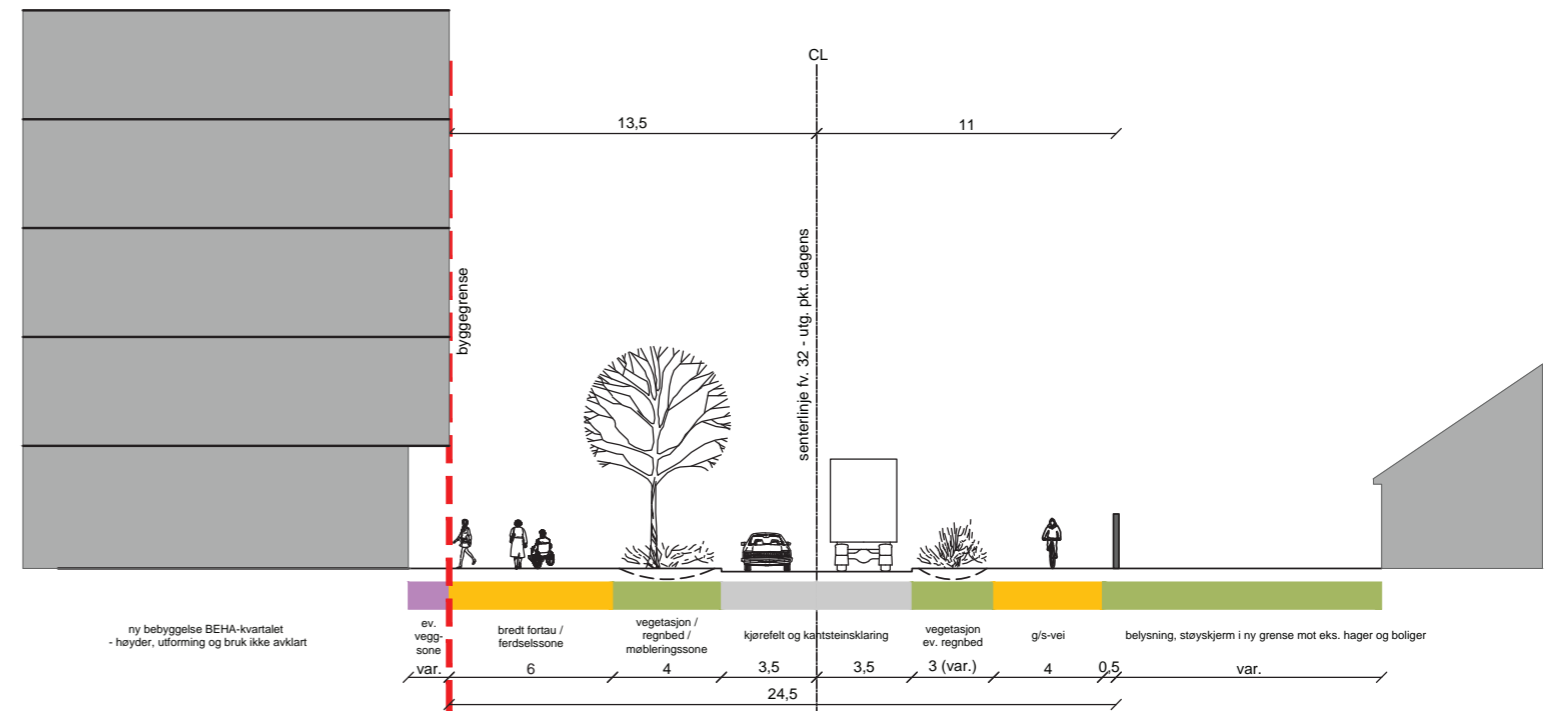 CL
13,5
11
byggegrense
senterlinje fv. 32 - utg. pkt. dagens
ny bebyggelse BEHA-kvartalet
- høyder, utforming og bruk ikke avklart
ev.
vegg-
sone
bredt fortau /
ferdselssone
vegetasjon /
regnbed /
møbleringssone
kjørefelt og kantsteinsklaring
vegetasjon
ev. regnbed
g/s-vei
belysning, støyskjerm i ny grense mot eks. hager og boliger
var.
6
4
3,5
3,5
3 (var.)
4
0,5
var.
24,5